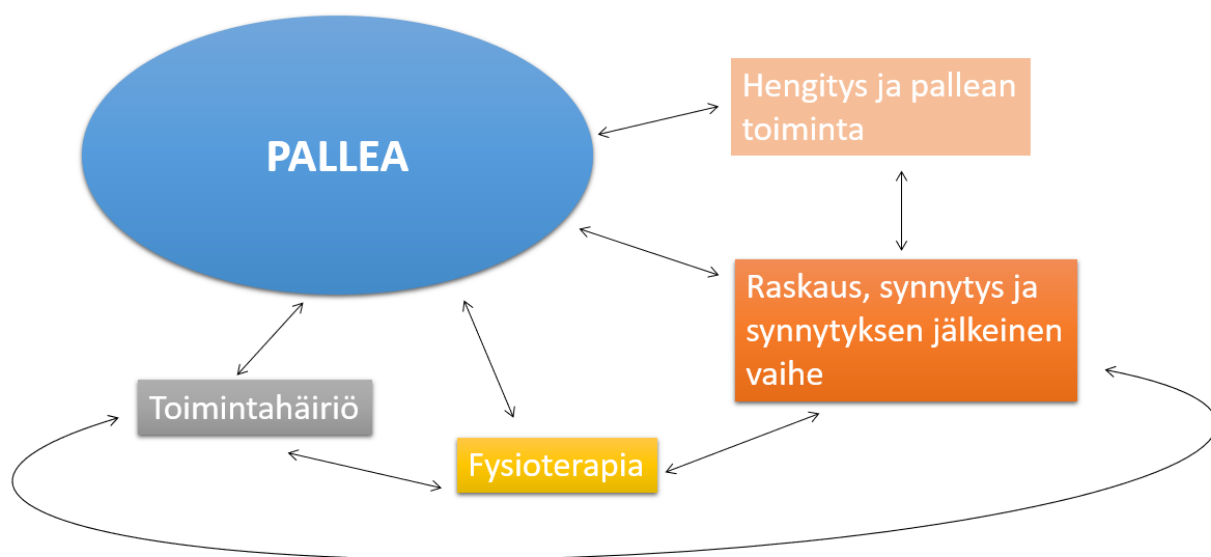 PALLEA
Hengitys ja pallean
toiminta
Raskaus, synnytys ja
synnytyksen jälkeinen
vaihe
Toimintahäiriö
Fysioterapia